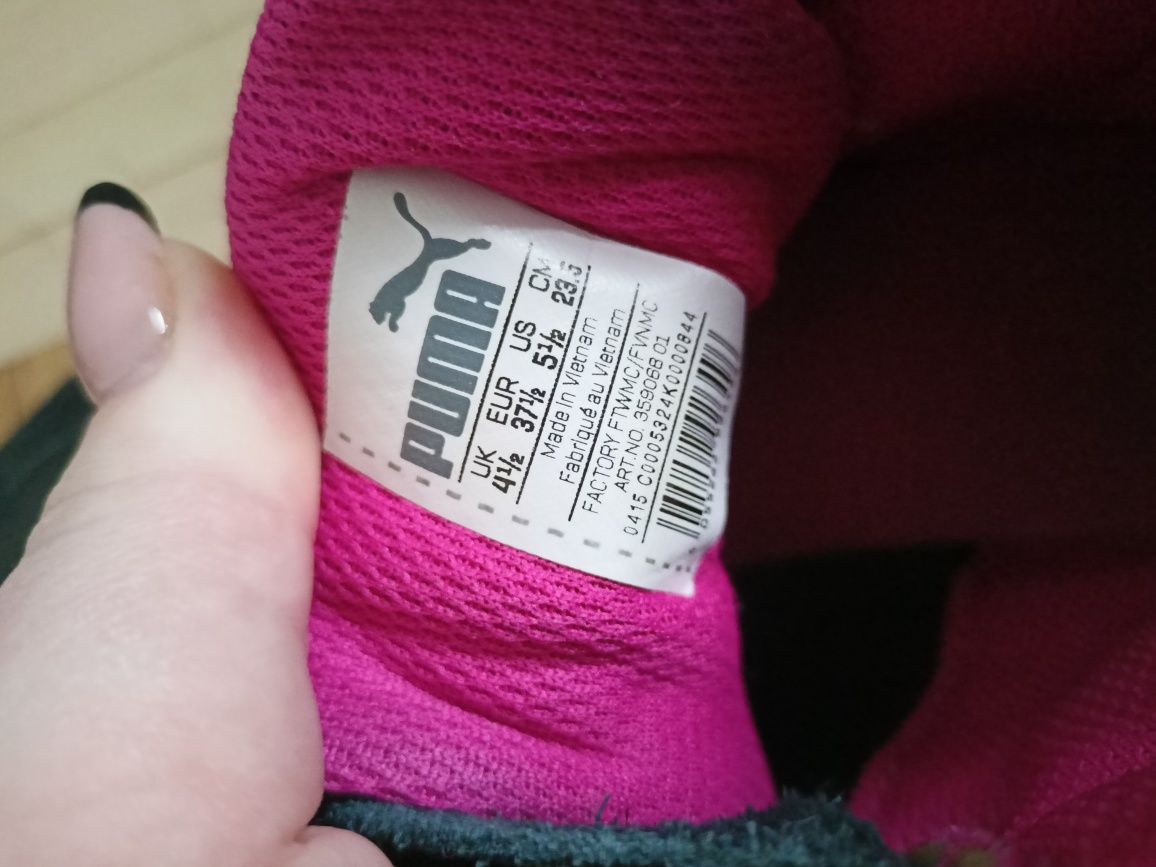 PUMA
UK EUR US CM
4½ 37½ 5½ 23.5
Made in Vietnam
Fabriqué au Vietnam
FACTORY FTWMC/FVNMC
ART.NO. 359068 01
0415 C0005324K0000844